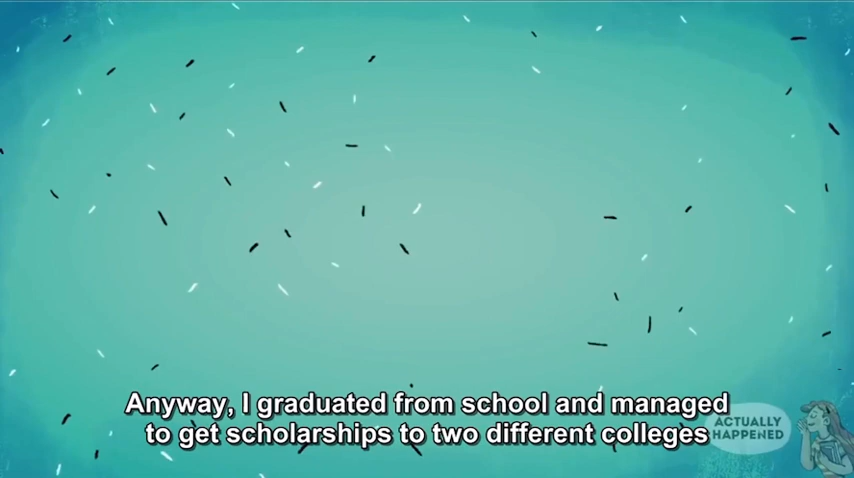 Anyway, I graduated from school and managed
to get scholarships to two different colleges
ACTUALLY
HAPPENED